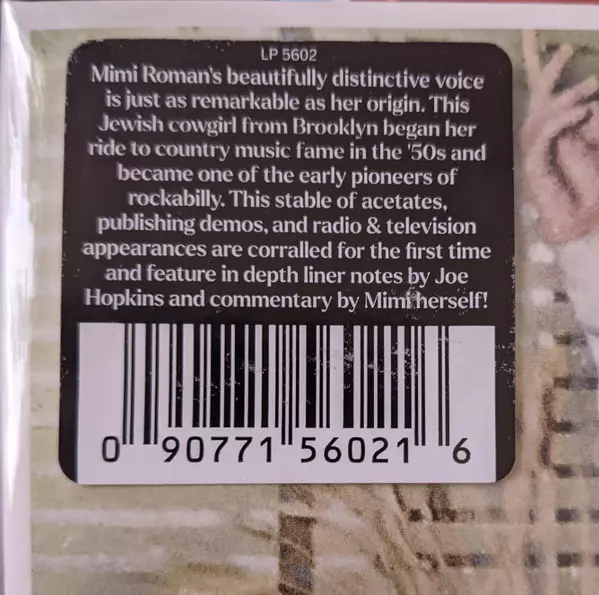 LP 5602
Mimi Roman's beautifully distinctive voice
is just as remarkable as her origin. This
Jewish cowgirl from Brooklyn began her
ride to country music fame in the '50s and
became one of the early pioneers of
rockabilly. This stable of acetates,
publishing demos, and radio & television
appearances are corralled for the first time
and feature in depth liner notes by Joe
Hopkins and commentary by Mimi herself!
0 90771 56021 6